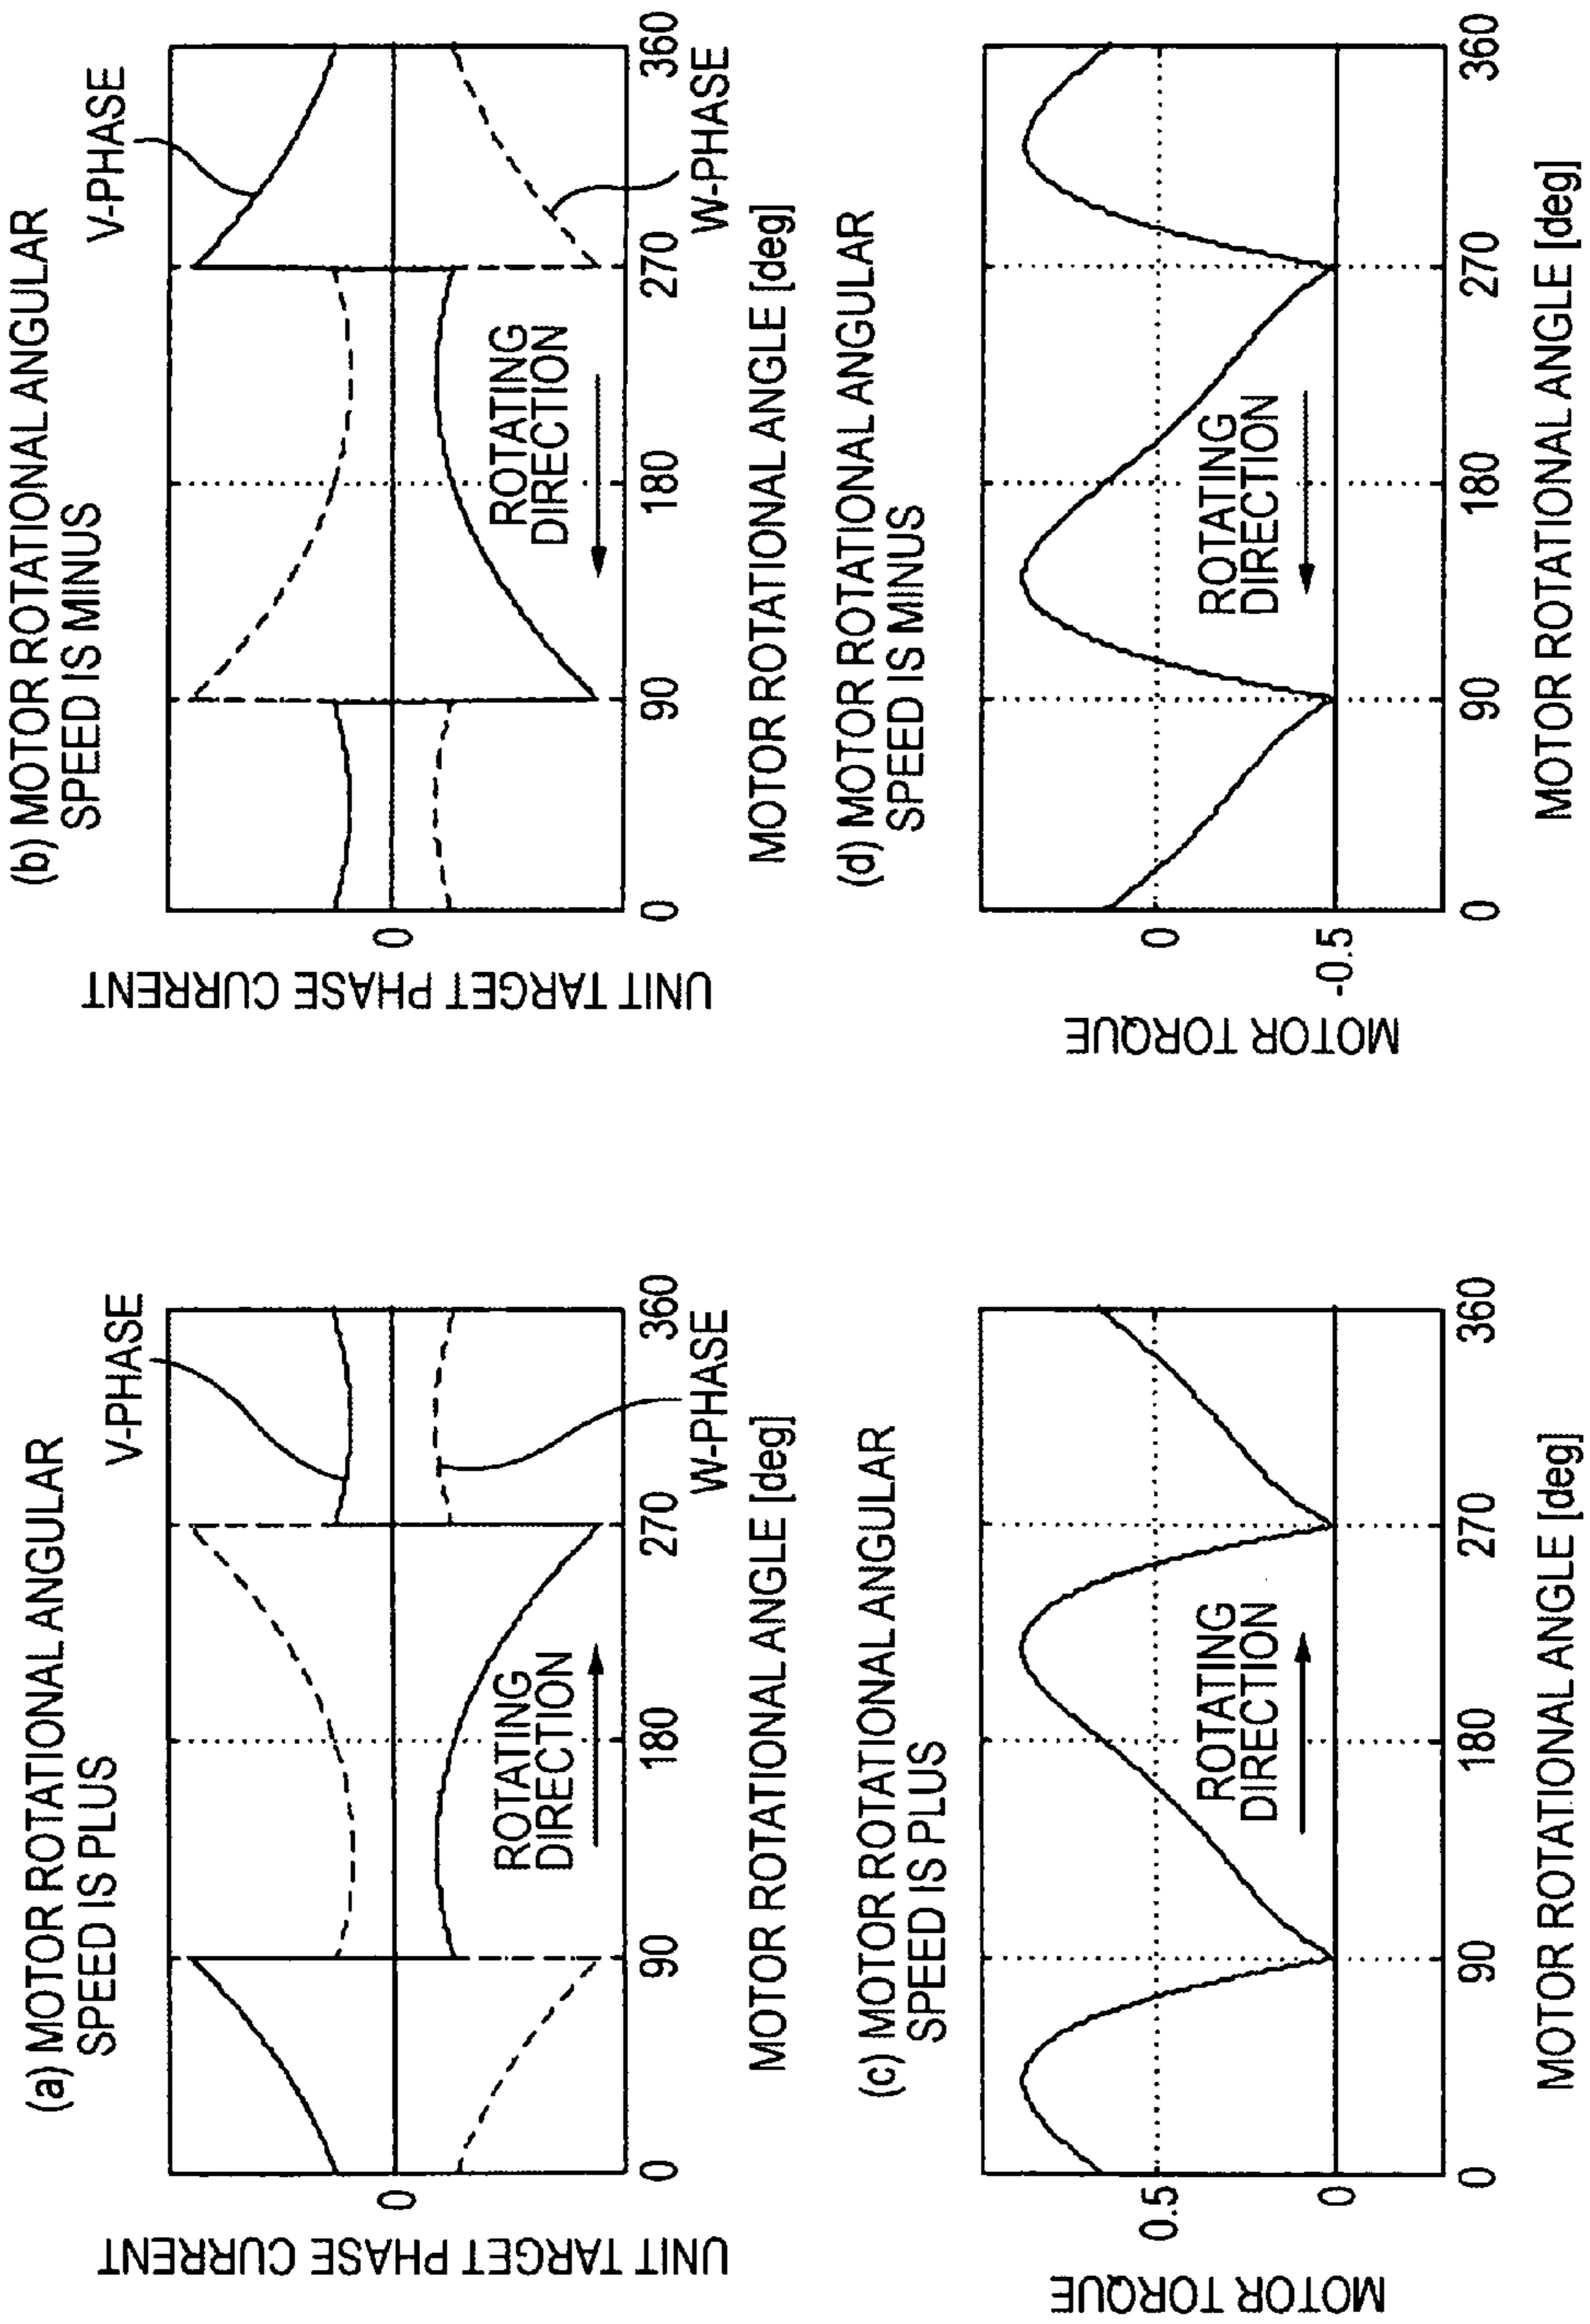 (a) MOTOR ROTATIONAL ANGULAR
SPEED IS PLUS
V-PHASE
UNIT TARGET PHASE CURRENT
0
ROTATING
DIRECTION
0
90
180
270
360
W-PHASE
MOTOR ROTATIONAL ANGLE [deg]
(b) MOTOR ROTATIONAL ANGULAR
SPEED IS MINUS
V-PHASE
UNIT TARGET PHASE CURRENT
0
ROTATING
DIRECTION
0
90
180
270
360
W-PHASE
MOTOR ROTATIONAL ANGLE [deg]
(c) MOTOR ROTATIONAL ANGULAR
SPEED IS PLUS
MOTOR TORQUE
0.5
0
ROTATING
DIRECTION
0
90
180
270
360
MOTOR ROTATIONAL ANGLE [deg]
(d) MOTOR ROTATIONAL ANGULAR
SPEED IS MINUS
MOTOR TORQUE
0
-0.5
ROTATING
DIRECTION
0
90
180
270
360
MOTOR ROTATIONAL ANGLE [deg]